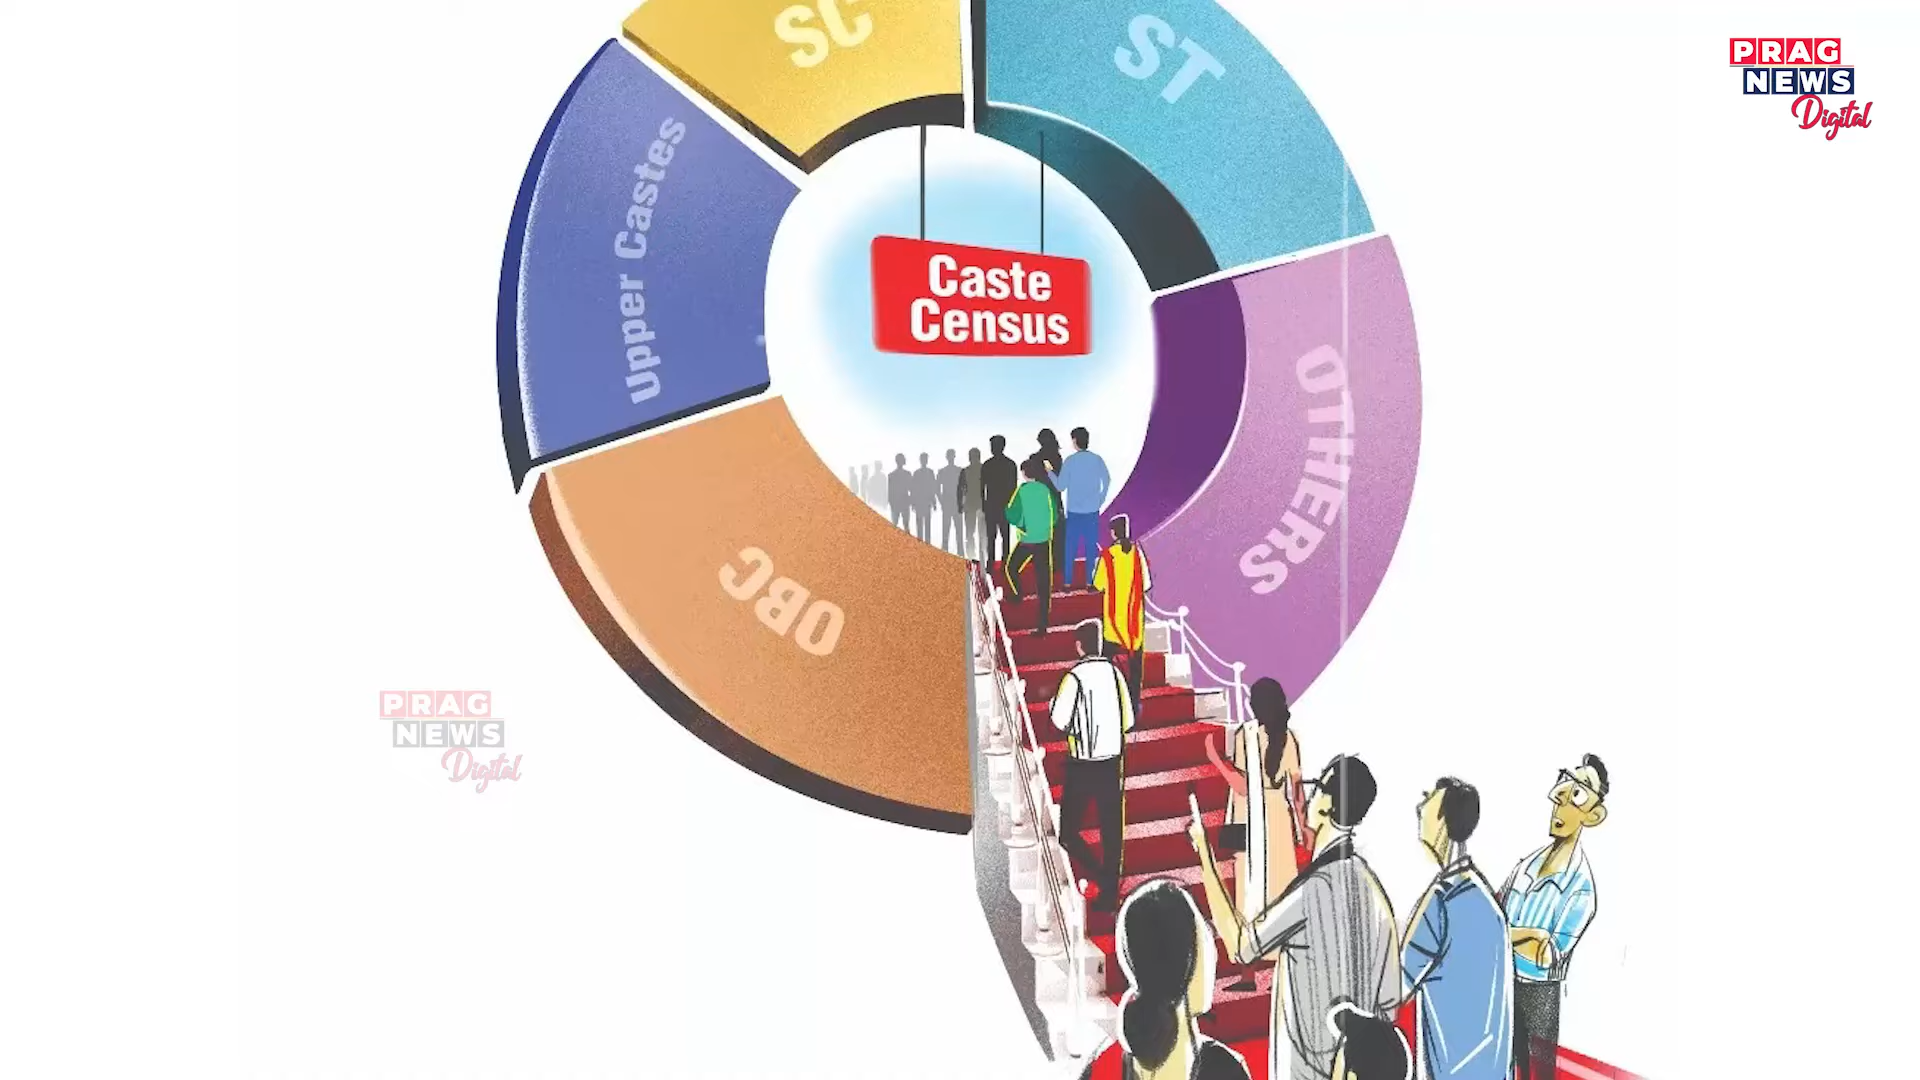 SC
ST
PRAG
NEWS
Digital
Upper Castes
Caste
Census
OTHERS
OBC
PRAG
NEWS
Digital